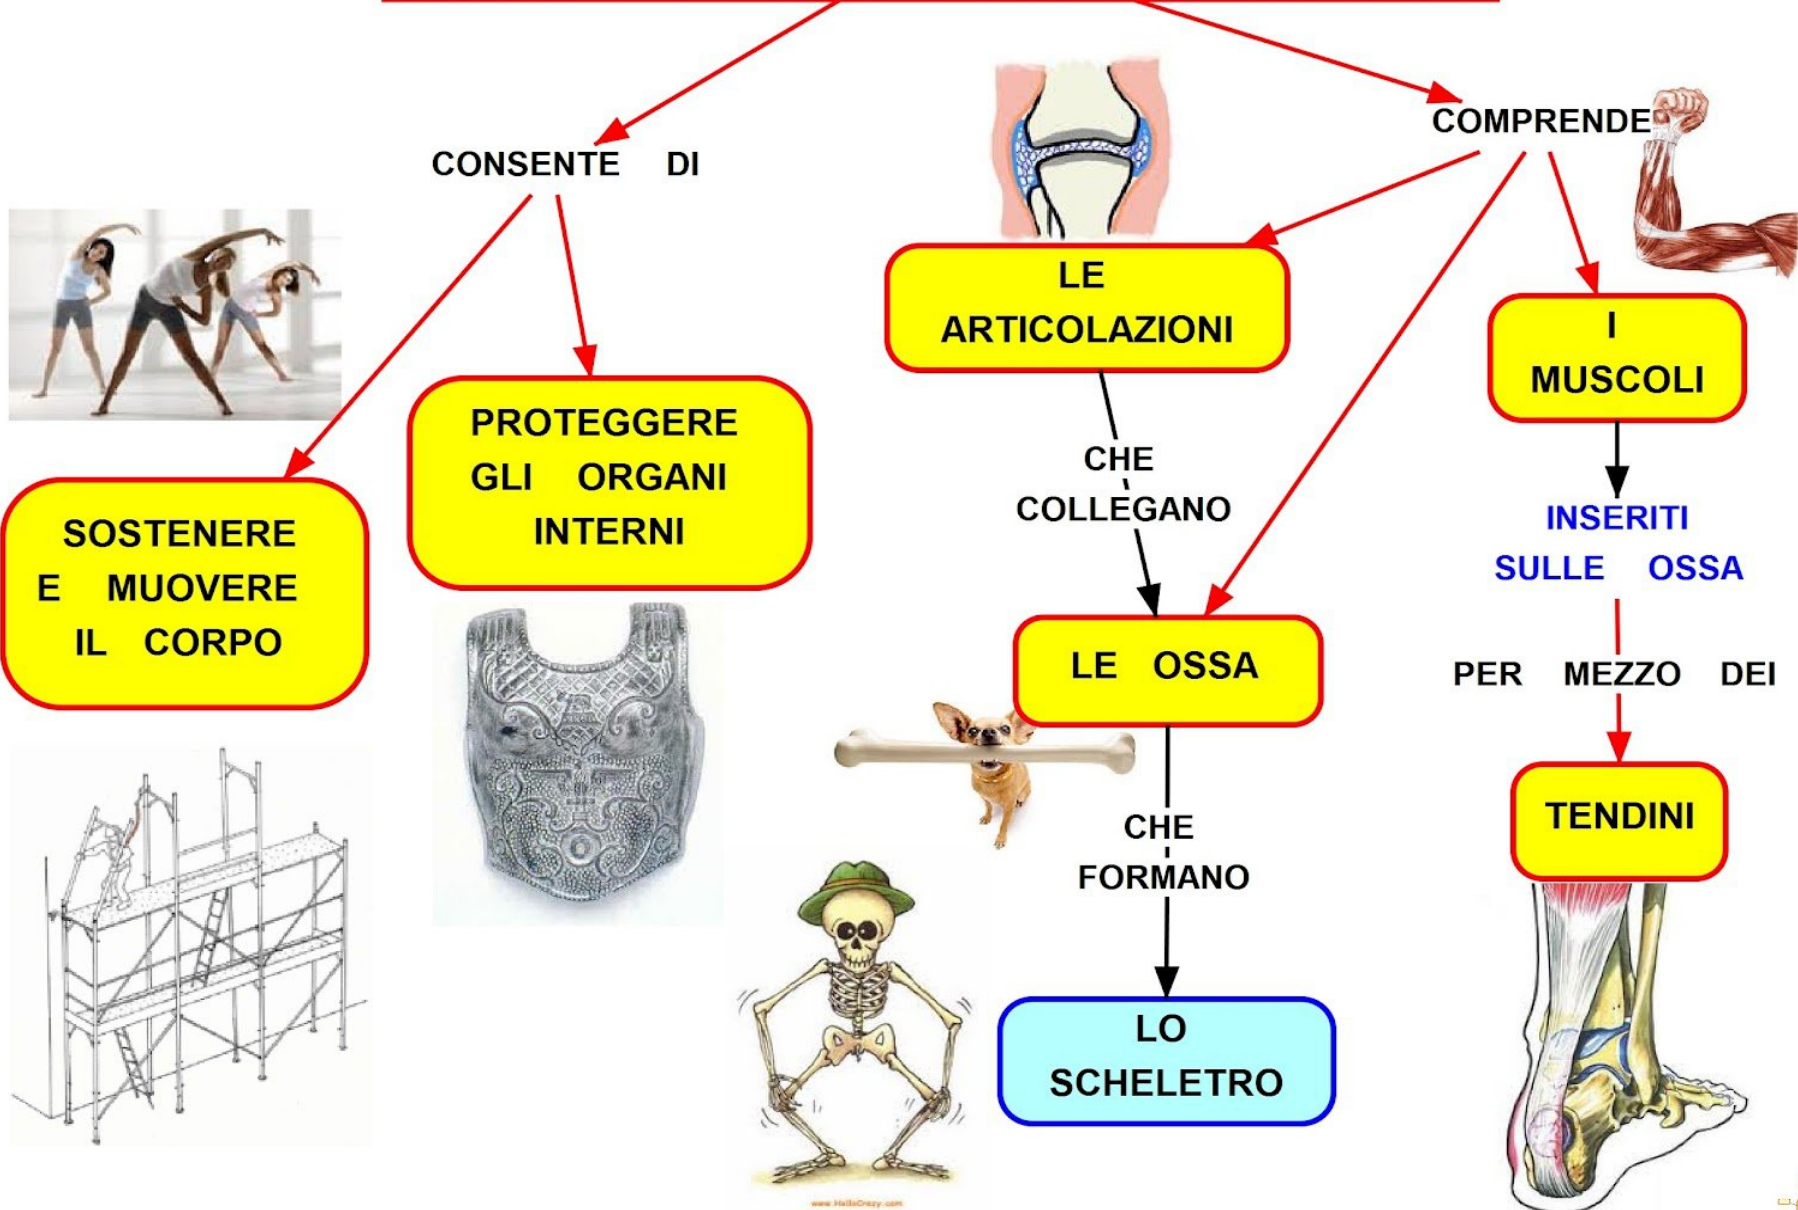 CONSENTE DI
SOSTENERE
E MUOVERE
IL CORPO
PROTEGGERE
GLI ORGANI
INTERNI
COMPRENDE
LE
ARTICOLAZIONI
CHE
COLLEGANO
LE OSSA
CHE
FORMANO
LO
SCHELETRO
I
MUSCOLI
INSERITI
SULLE OSSA
PER MEZZO DEI
TENDINI